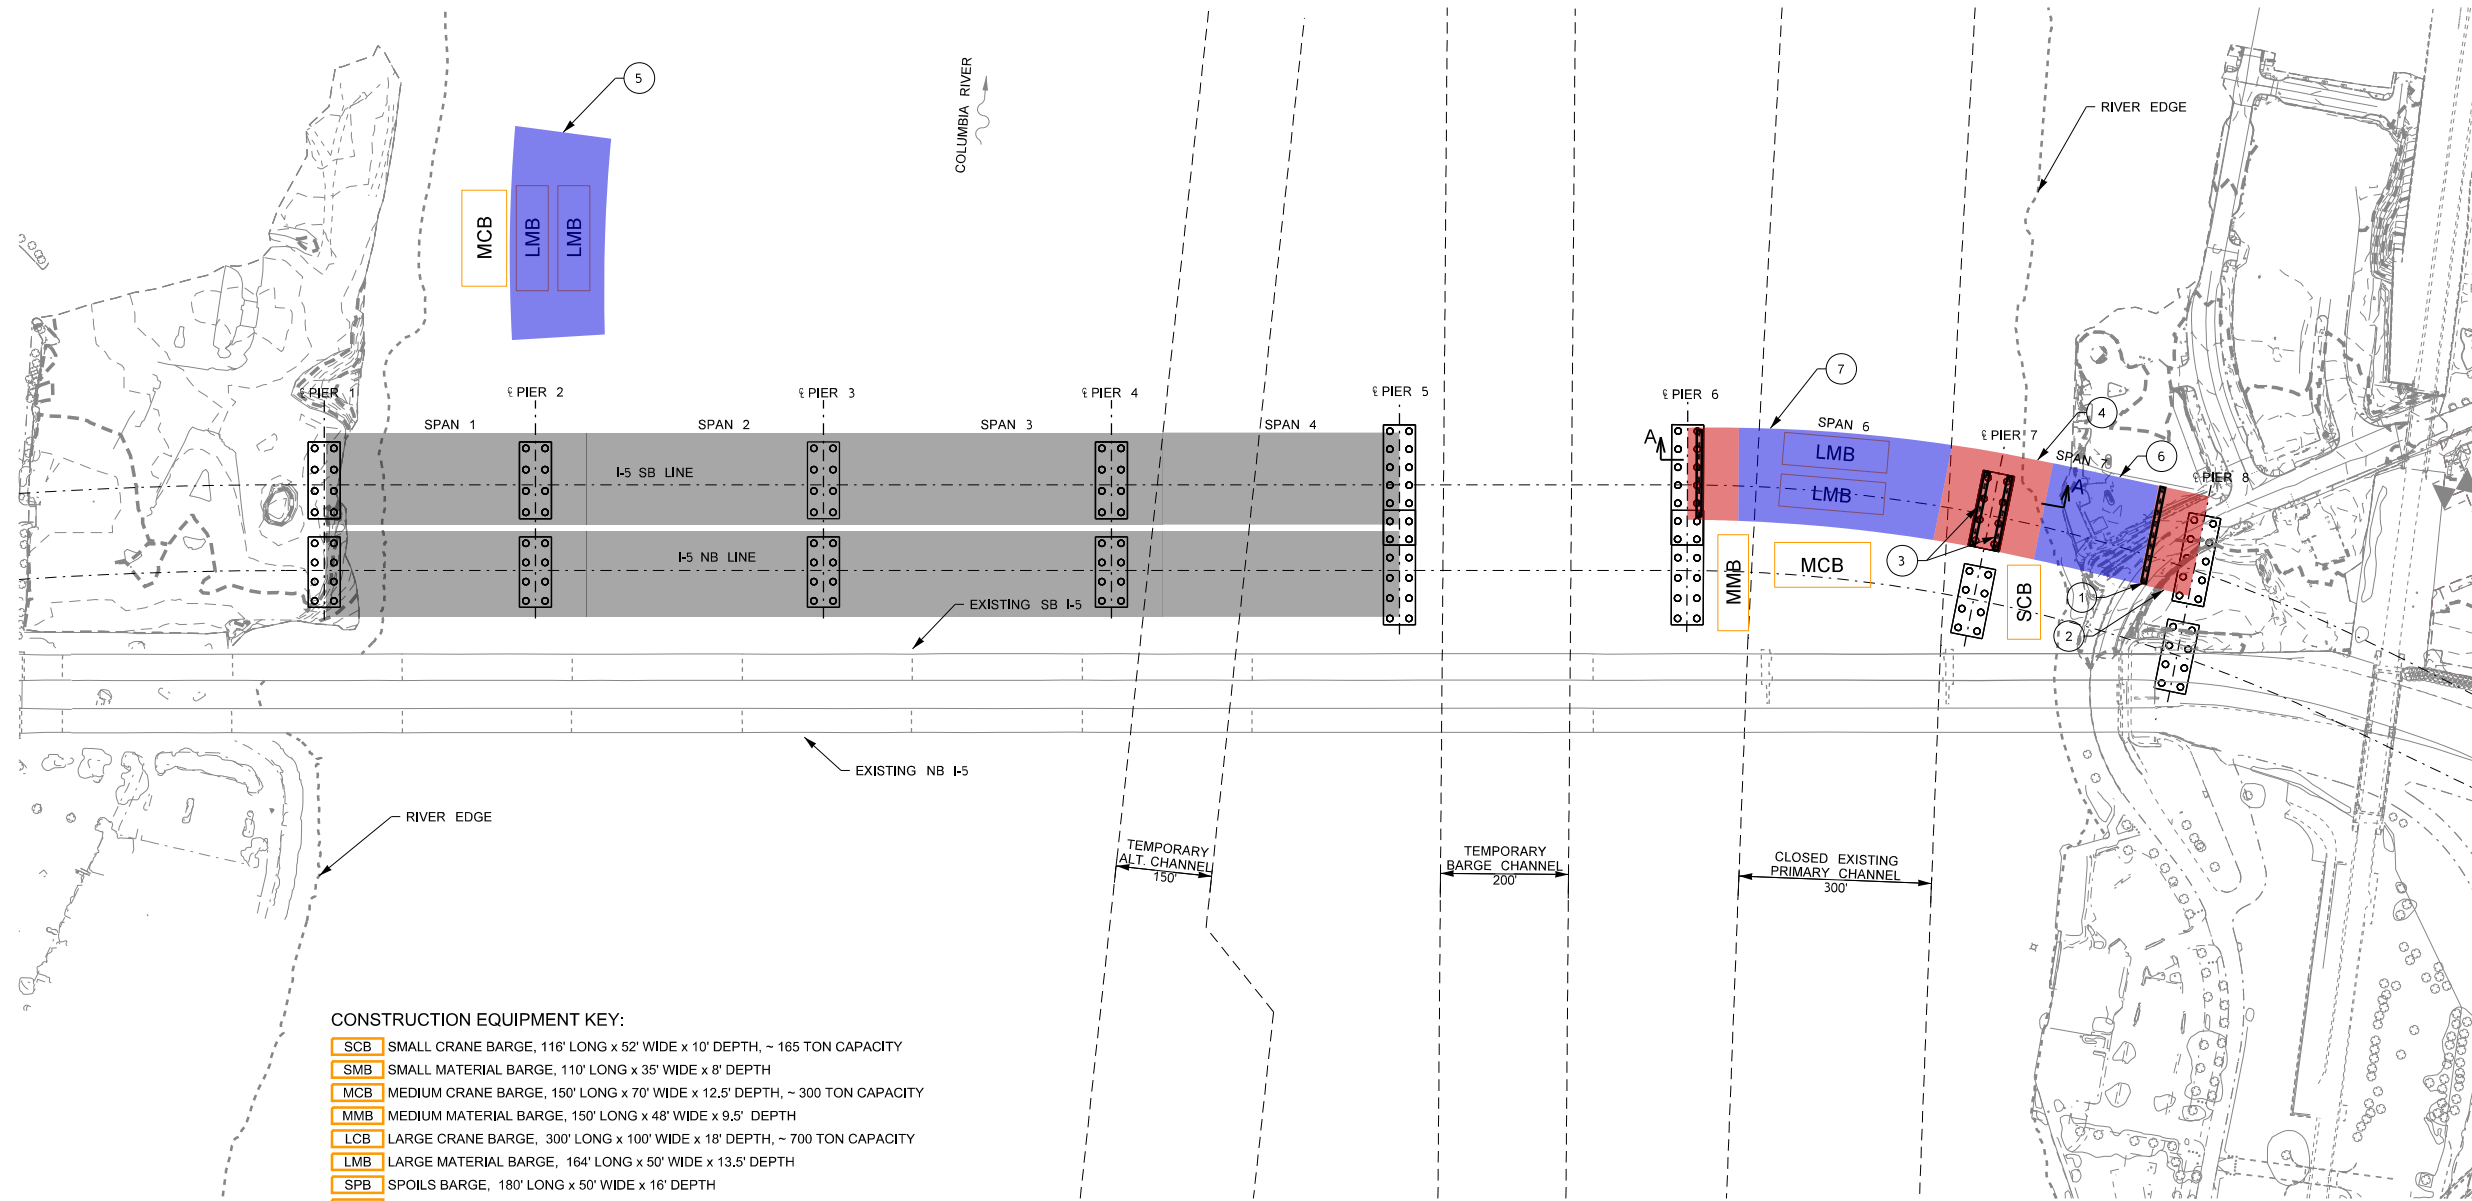 5
COLUMBIA RIVER
RIVER EDGE
MCB
LMB
LMB
℄ PIER 1
℄ PIER 2
℄ PIER 3
℄ PIER 4
℄ PIER 5
℄ PIER 6
7
4
SPAN 1
SPAN 2
SPAN 3
SPAN 4
SPAN 6
℄ PIER 7
A
LMB
SPAN 7
6
I-5 SB LINE
LMB
A
℄ PIER 8
I-5 NB LINE
3
MMB
MCB
SCB
1
EXISTING SB I-5
2
EXISTING NB I-5
RIVER EDGE
TEMPORARY
ALT. CHANNEL
150'
TEMPORARY
BARGE CHANNEL
200'
CLOSED EXISTING
PRIMARY CHANNEL
300'
CONSTRUCTION EQUIPMENT KEY:
SCB SMALL CRANE BARGE, 116' LONG x 52' WIDE x 10' DEPTH, ~ 165 TON CAPACITY
SMB SMALL MATERIAL BARGE, 110' LONG x 35' WIDE x 8' DEPTH
MCB MEDIUM CRANE BARGE, 150' LONG x 70' WIDE x 12.5' DEPTH, ~ 300 TON CAPACITY
MMB MEDIUM MATERIAL BARGE, 150' LONG x 48' WIDE x 9.5' DEPTH
LCB LARGE CRANE BARGE, 300' LONG x 100' WIDE x 18' DEPTH, ~ 700 TON CAPACITY
LMB LARGE MATERIAL BARGE, 164' LONG x 50' WIDE x 13.5' DEPTH
SPB SPOILS BARGE, 180' LONG x 50' WIDE x 16' DEPTH